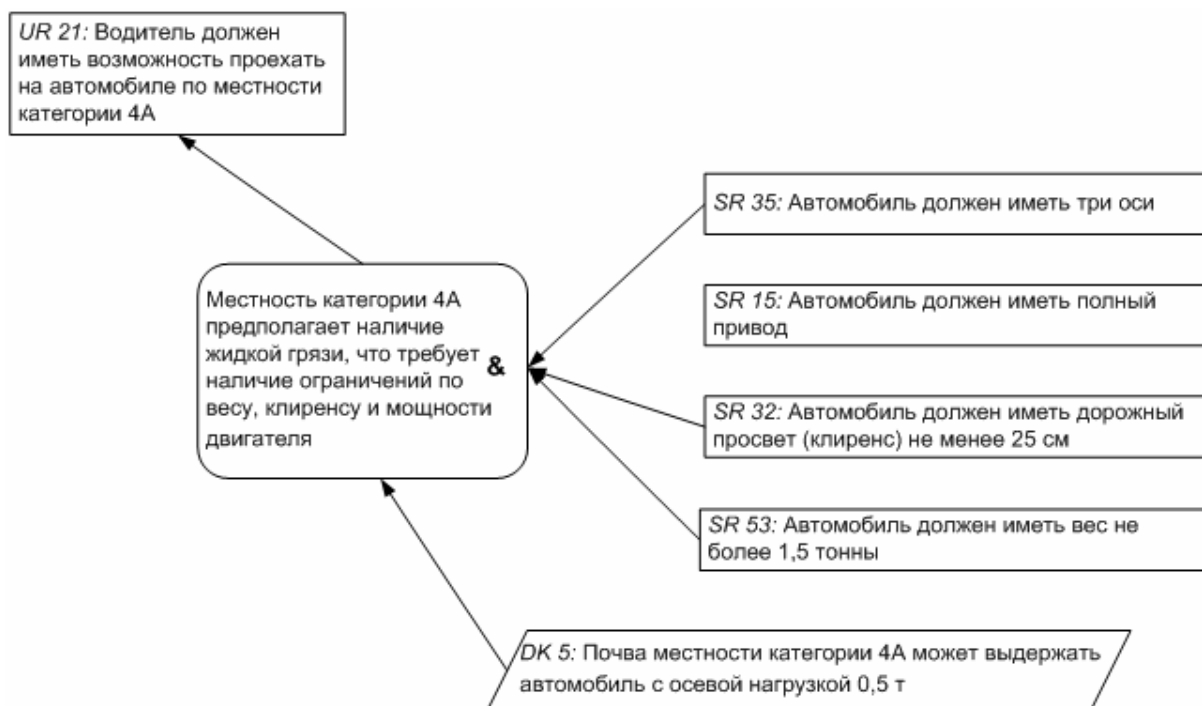 UR 21: Водитель должен
иметь возможность проехать
на автомобиле по местности
категории 4А
SR 35: Автомобиль должен иметь три оси
Местность категории 4А
предполагает наличие
жидкой грязи, что требует
наличие ограничений по
весу, клиренсу и мощности
двигателя
&
SR 15: Автомобиль должен иметь полный
привод
SR 32: Автомобиль должен иметь дорожный
просвет (клиренс) не менее 25 см
SR 53: Автомобиль должен иметь вес не
более 1,5 тонны
DK 5: Почва местности категории 4А может выдержать
автомобиль с осевой нагрузкой 0,5 т